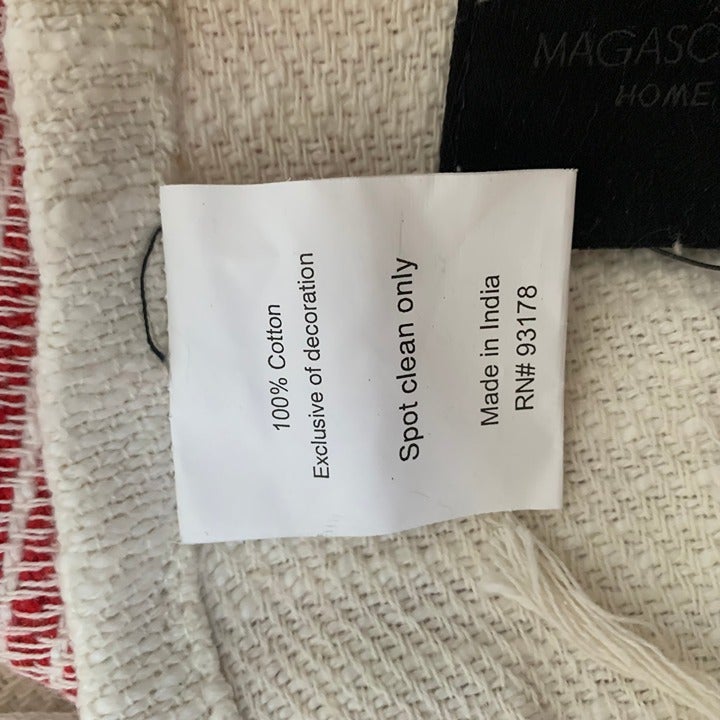 100% Cotton
Exclusive of decoration
Spot clean only
Made in India
RN# 93178
HOME